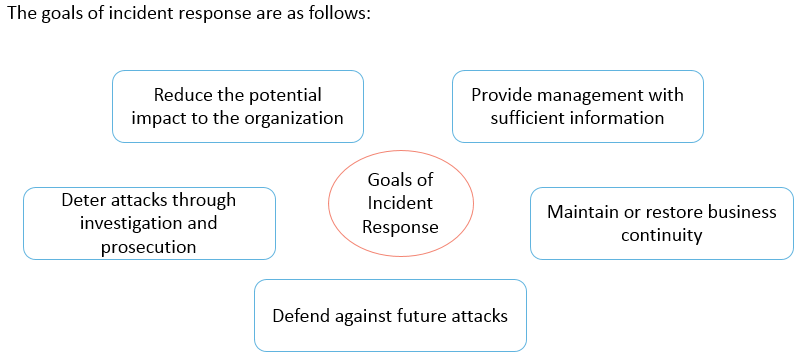 The goals of incident response are as follows:
Reduce the potential
impact to the organization
Provide management with
sufficient information
Goals of
Incident
Response
Deter attacks through
investigation and
prosecution
Maintain or restore business
continuity
Defend against future attacks